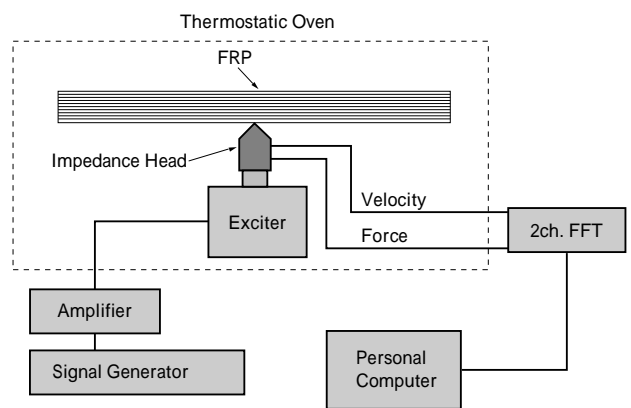 Thermostatic Oven
FRP
Impedance Head
Velocity
Exciter
Force
2ch. FFT
Amplifier
Signal Generator
Personal
Computer